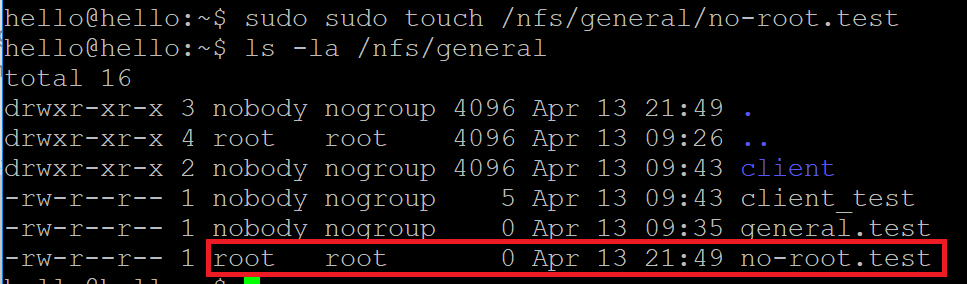 hello@hello:~$ sudo sudo touch /nfs/general/no-root.test
hello@hello:~$ ls -la /nfs/general
total 16
drwxr-xr-x 3 nobody nogroup 4096 Apr 13 21:49 .
drwxr-xr-x 4 root   root    4096 Apr 13 09:26 ..
drwxr-xr-x 2 nobody nogroup 4096 Apr 13 09:43 client
-rw-r--r-- 1 nobody nogroup    5 Apr 13 09:43 client_test
-rw-r--r-- 1 nobody nogroup    0 Apr 13 09:35 general.test
-rw-r--r-- 1 root   root       0 Apr 13 21:49 no-root.test
hello@hello:~$